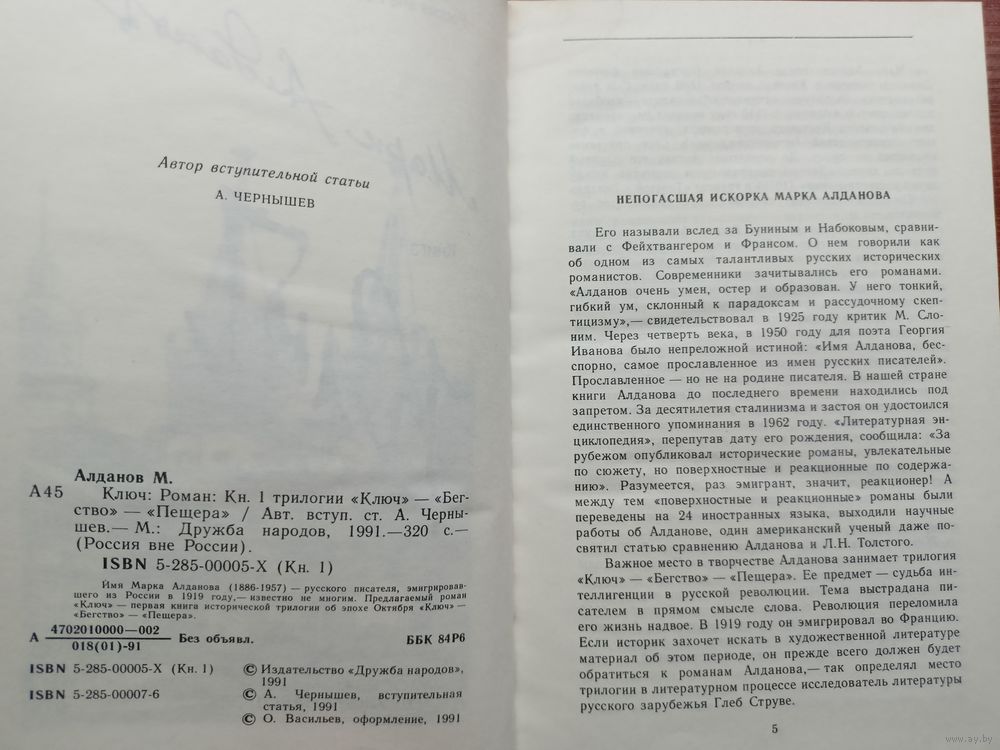 Автор вступительной статьи
А. ЧЕРНЫШЕВ
Алданов М.
А45
Ключ: Роман: Кн. 1 трилогии «Ключ» — «Бег-
ство» — «Пещера» / Авт. вступ. ст. А. Черны-
шев.— М.: Дружба народов, 1991.—320 с.—
(Россия вне России).
ISBN 5-285-00005-X (Кн. 1)
Имя Марка Алданова (1886-1957) — русского писателя, эмигрировав-
шего из России в 1919 году,— известно не многим. Предлагаемый роман
«Ключ» — первая книга исторической трилогии об эпохе Октября «Ключ» —
«Бегство» — «Пещера».
А 4702010000—002
018(01)-91
Без объявл.
ББК 84Р6
ISBN 5-285-00005-X (Кн. 1)
ISBN 5-285-00007-6
© Издательство «Дружба народов»,
1991
© А. Чернышев, вступительная
статья, 1991
© О. Васильев, оформление, 1991
НЕПОГАСШАЯ ИСКОРКА МАРКА АЛДАНОВА
Его называли вслед за Буниным и Набоковым, сравни-
вали с Фейхтвангером и Франсом. О нем говорили как
об одном из самых талантливых русских исторических
романистов. Современники зачитывались его романами.
«Алданов очень умен, остер и образован. У него тонкий,
гибкий ум, склонный к парадоксам и рассудочному скеп-
тицизму»,— свидетельствовал в 1925 году критик М. Сло-
ним. Через четверть века, в 1950 году для поэта Георгия
Иванова было непреложной истиной: «Имя Алданова, бес-
спорно, самое прославленное из имен русских писателей».
Прославленное — но не на родине писателя. В нашей стране
книги Алданова до последнего времени находились под
запретом. За десятилетия сталинизма и застоя он удостоился
единственного упоминания в 1962 году. «Литературная эн-
циклопедия», перепутав дату его рождения, сообщила: «За
рубежом опубликовал исторические романы, увлекательные
по сюжету, но поверхностные и реакционные по содержа-
нию». Разумеется, раз эмигрант, значит, реакционер! А
между тем «поверхностные и реакционные» романы были
переведены на 24 иностранных языка, выходили научные
работы об Алданове, один американский ученый даже по-
святил статью сравнению Алданова и Л.Н. Толстого.
Важное место в творчестве Алданова занимает трилогия
«Ключ» — «Бегство» — «Пещера». Ее предмет — судьба ин-
теллигенции в русской революции. Тема выстрадана пи-
сателем в прямом смысле слова. Революция переломила
его жизнь надвое. В 1919 году он эмигрировал во Францию.
Если историк захочет искать в художественной литературе
материал об этом периоде, он прежде всего должен будет
обратиться к романам Алданова,— так определял место
трилогии в литературном процессе исследователь литературы
русского зарубежья Глеб Струве.
5
www.ay.by